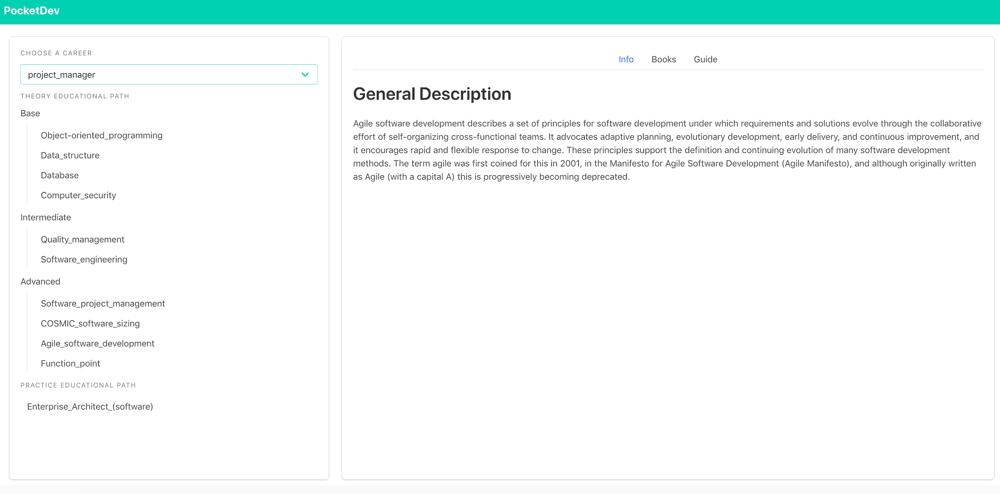 PocketDev
CHOOSE A CAREER
project_manager
THEORY EDUCATIONAL PATH
Base
Object-oriented_programming
Data_structure
Database
Computer_security
Intermediate
Quality_management
Software_engineering
Advanced
Software_project_management
COSMIC_software_sizing
Agile_software_development
Function_point
PRACTICE EDUCATIONAL PATH
Enterprise_Architect_(software)
Info Books Guide
General Description
Agile software development describes a set of principles for software development under which requirements and solutions evolve through the collaborative
effort of self-organizing cross-functional teams. It advocates adaptive planning, evolutionary development, early delivery, and continuous improvement, and
it encourages rapid and flexible response to change. These principles support the definition and continuing evolution of many software development
methods. The term agile was first coined for this in 2001, in the Manifesto for Agile Software Development (Agile Manifesto), and although originally written
as Agile (with a capital A) this is progressively becoming deprecated.